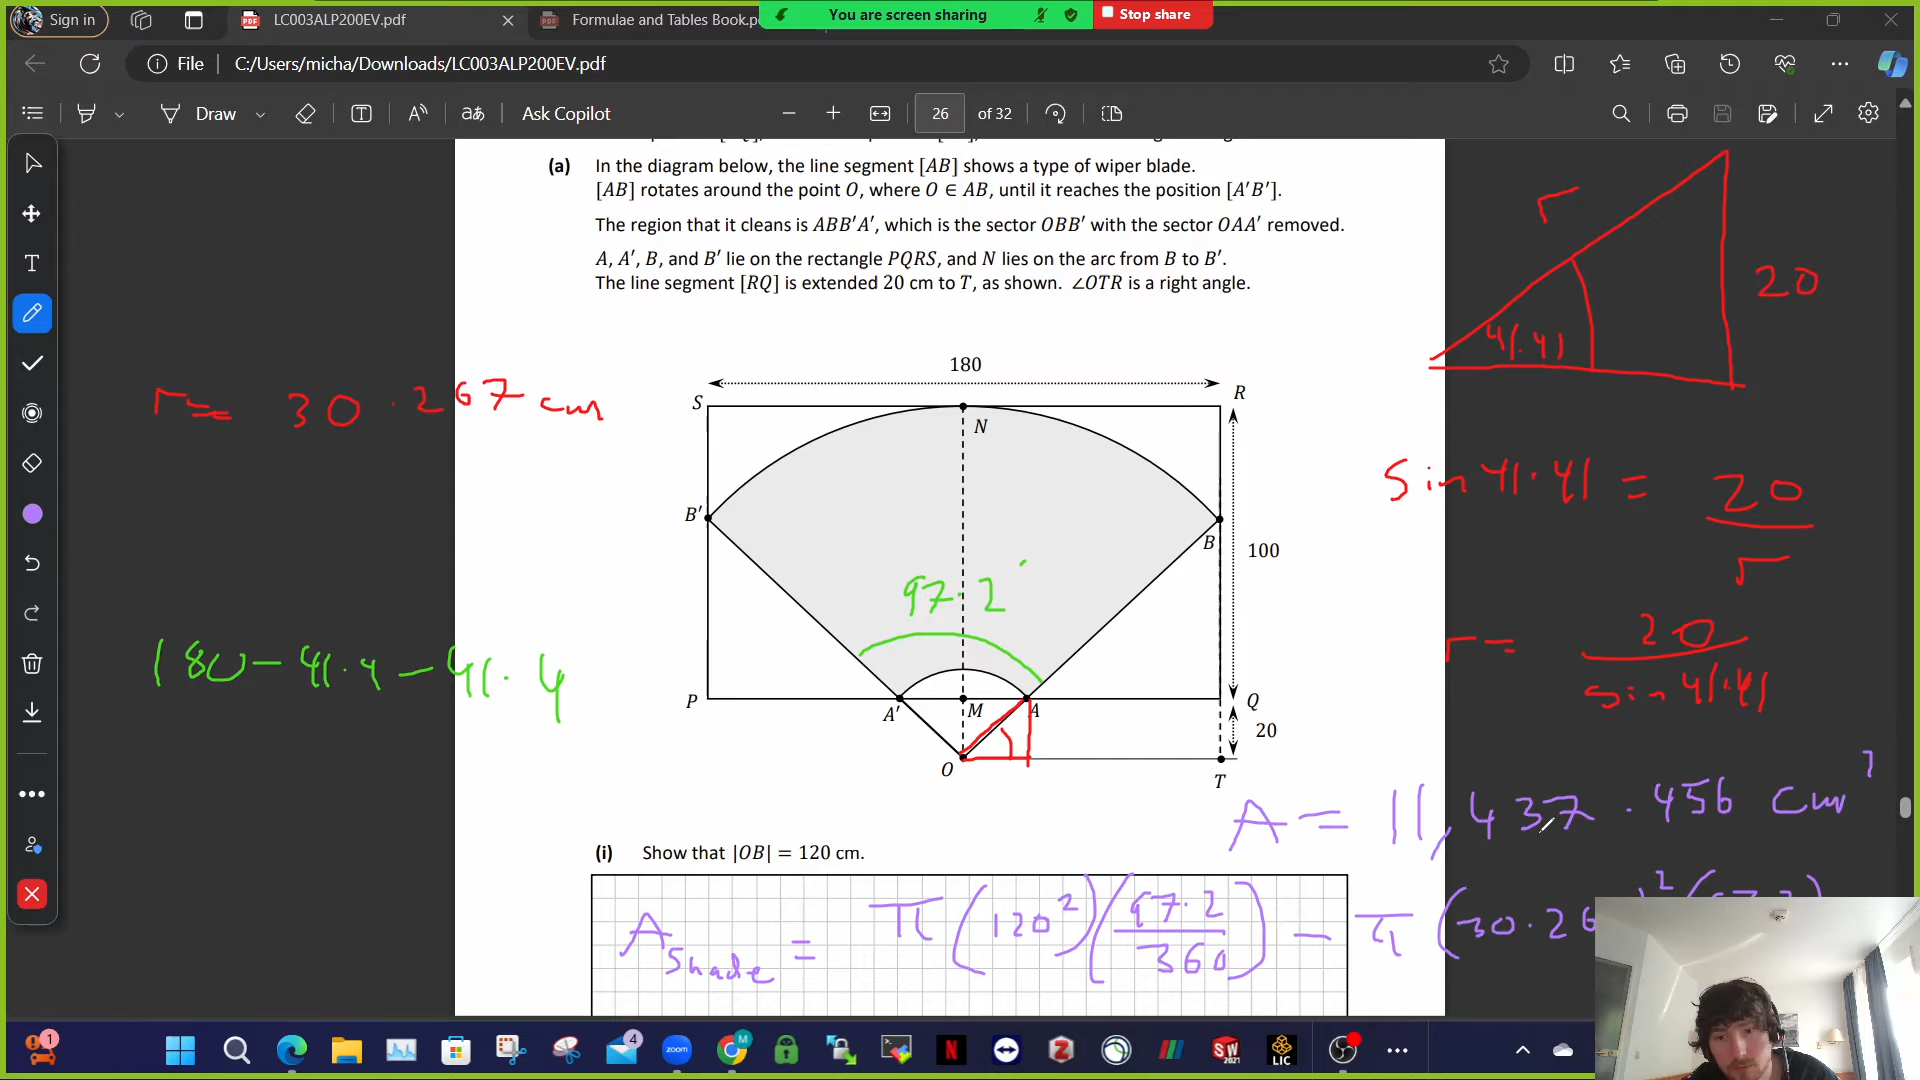 Sign in
LC003ALP200EV.pdf
Formulae and Tables Book.p
You are screen sharing
Stop share
File
C:/Users/micha/Downloads/LC003ALP200EV.pdf
Draw
Ask Copilot
26
of 32
(a) In the diagram below, the line segment [AB] shows a type of wiper blade.
[AB] rotates around the point O, where O ∈ AB, until it reaches the position [A′B′].
The region that it cleans is ABB′A′, which is the sector OBB′ with the sector OAA′ removed.
A, A′, B, and B′ lie on the rectangle PQRS, and N lies on the arc from B to B′.
The line segment [RQ] is extended 20 cm to T, as shown. ∠OTR is a right angle.
r
20
41.41
180
S
R
N
r = 30.267 cm
Sin 41.41 = 20
r
B′
B
100
97.2°
r = 20
sin 41.41
180 - 41.4 - 41.4
P
A′
M
A
Q
20
O
T
A = 11,437.456 cm
(i) Show that |OB| = 120 cm.
A Shade = π (120²) (97.2
360) - π (30.26
1
4
zoom
M
N
SW
2021
LIC